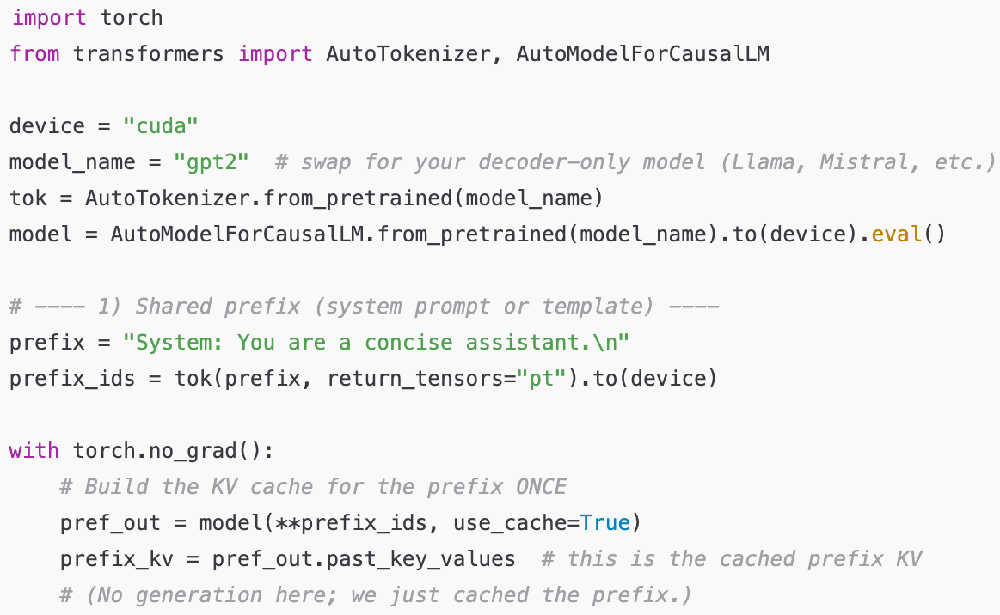 import torch
from transformers import AutoTokenizer, AutoModelForCausalLM
device = "cuda"
model_name = "gpt2"  # swap for your decoder-only model (Llama, Mistral, etc.)
tok = AutoTokenizer.from_pretrained(model_name)
model = AutoModelForCausalLM.from_pretrained(model_name).to(device).eval()
# ---- 1) Shared prefix (system prompt or template) ----
prefix = "System: You are a concise assistant.\n"
prefix_ids = tok(prefix, return_tensors="pt").to(device)
with torch.no_grad():
    # Build the KV cache for the prefix ONCE
    pref_out = model(**prefix_ids, use_cache=True)
    prefix_kv = pref_out.past_key_values  # this is the cached prefix KV
    # (No generation here; we just cached the prefix.)